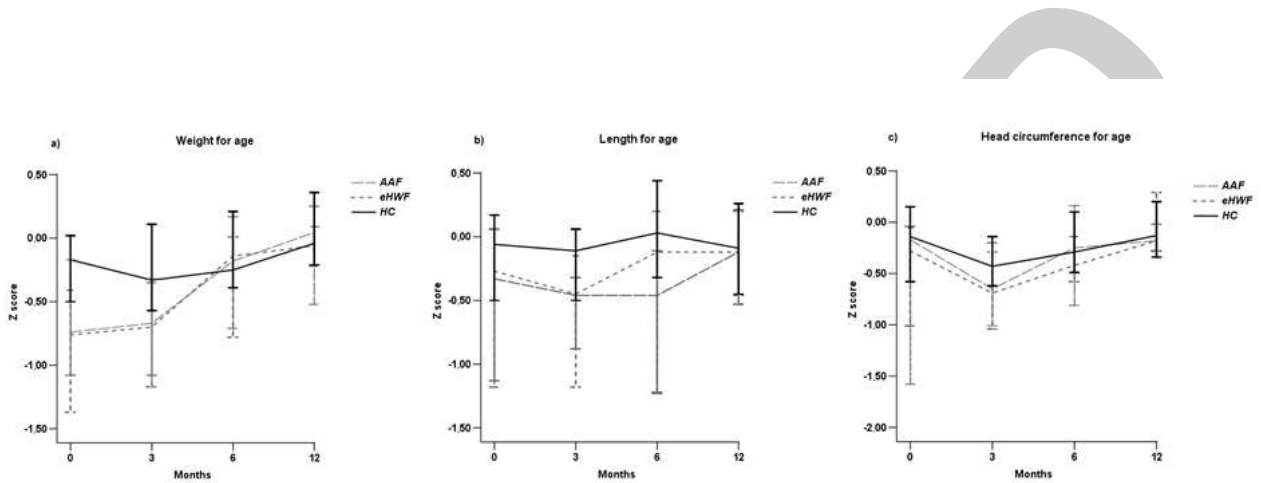 a) Weight for age
0.50
0.00
-0.50
-1.00
-1.50
Z score
0 3 6 12
Months
AAF
eHWF
HC
b) Length for age
0.50
0.00
-0.50
-1.00
-1.50
Z score
0 3 6 12
Months
AAF
eHWF
HC
c) Head circumference for age
0.50
0.00
-0.50
-1.00
-1.50
-2.00
Z score
0 3 6 12
Months
AAF
eHWF
HC